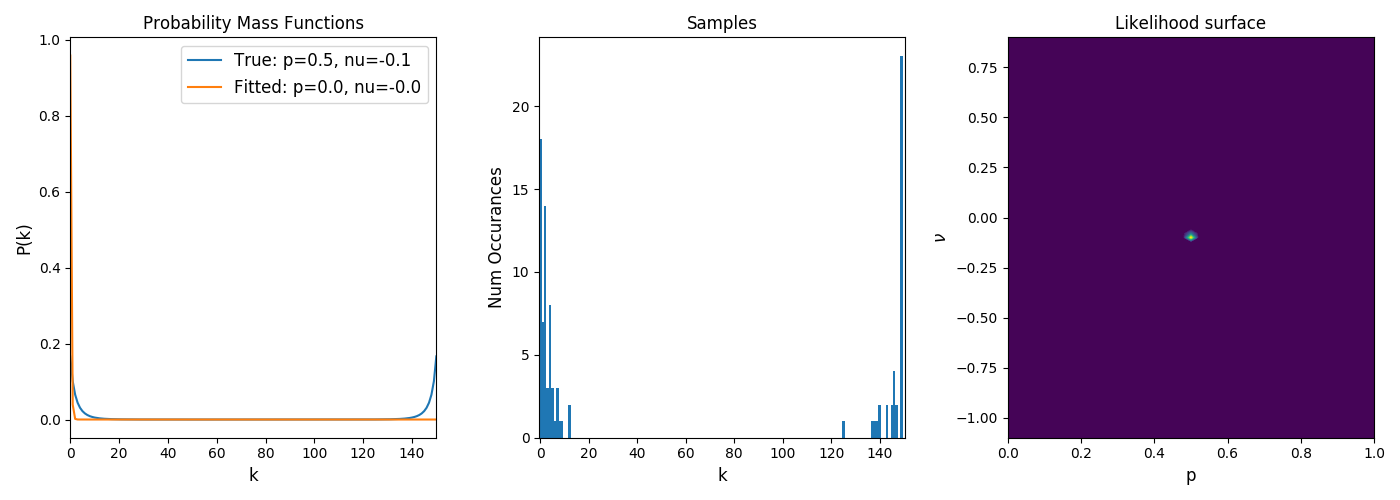 Probability Mass Functions
True: p=0.5, nu=-0.1
Fitted: p=0.0, nu=-0.0
P(k)
1.0
0.8
0.6
0.4
0.2
0.0
0 20 40 60 80 100 120 140
k
Samples
Num Occurances
20
15
10
5
0
0 20 40 60 80 100 120 140
k
Likelihood surface
ν
0.75
0.50
0.25
0.00
−0.25
−0.50
−0.75
−1.00
0.0 0.2 0.4 0.6 0.8 1.0
p